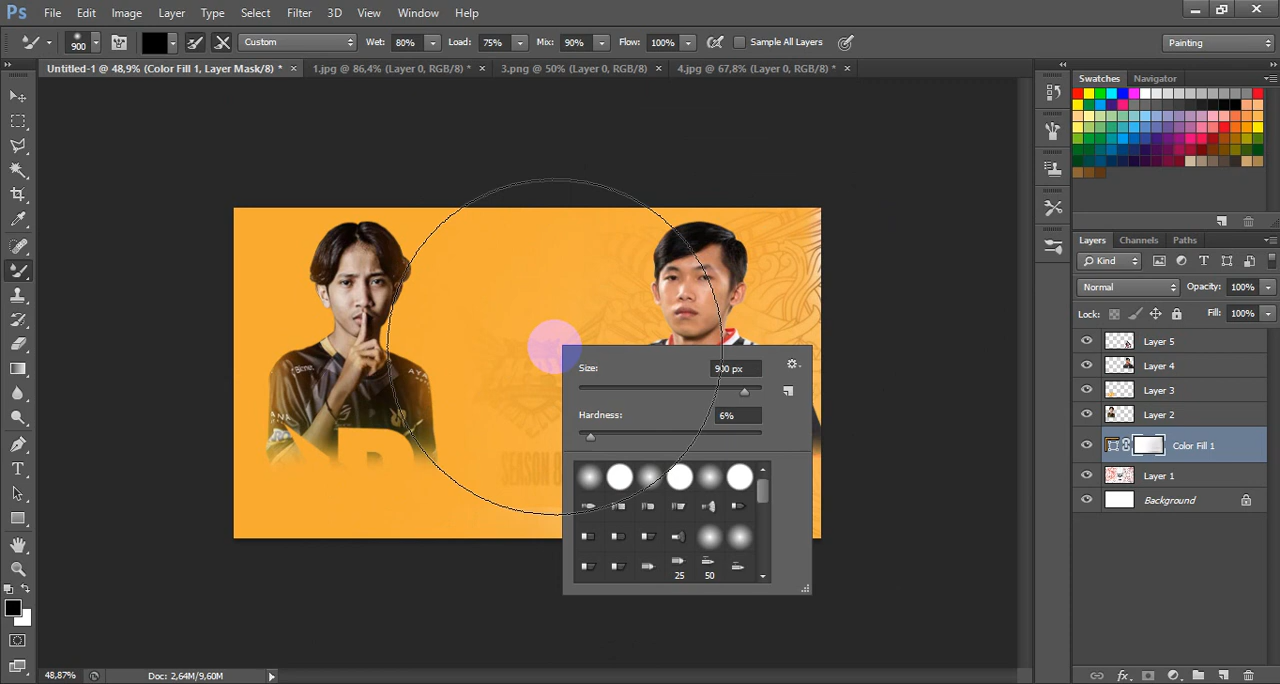 Ps File Edit Image Layer Type Select Filter 3D View Window Help
900 Custom Wet: 80% Load: 75% Mix: 90% Flow: 100% Sample All Layers Painting
Untitled-1 @ 48,9% (Color Fill 1, Layer Mask/8) * × 1.jpg @ 86,4% (Layer 0, RGB/8) * × 3.png @ 50% (Layer 0, RGB/8) × 4.jpg @ 67,8% (Layer 0, RGB/8) * ×
Swatches Navigator
Layers Channels Paths
Kind
Normal Opacity: 100%
Lock: Fill: 100%
Layer 5
Layer 4
Layer 3
Layer 2
Color Fill 1
Layer 1
Background
Size: 900 px
Hardness: 6%
25 50
SEASON 8
48,87% Doc: 2,64M/9,60M